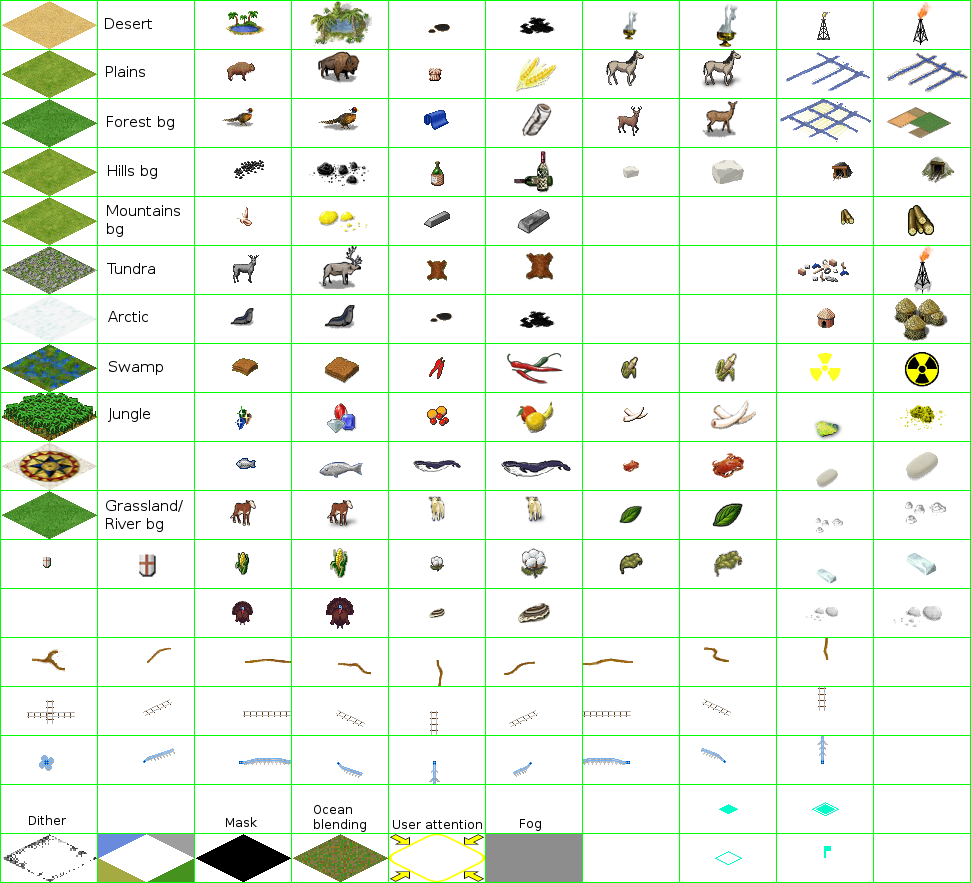 Desert
Plains
Forest bg
Hills bg
Mountains
bg
Tundra
Arctic
Swamp
Jungle
Grassland/
River bg
Dither
Mask
Ocean
blending
User attention
Fog